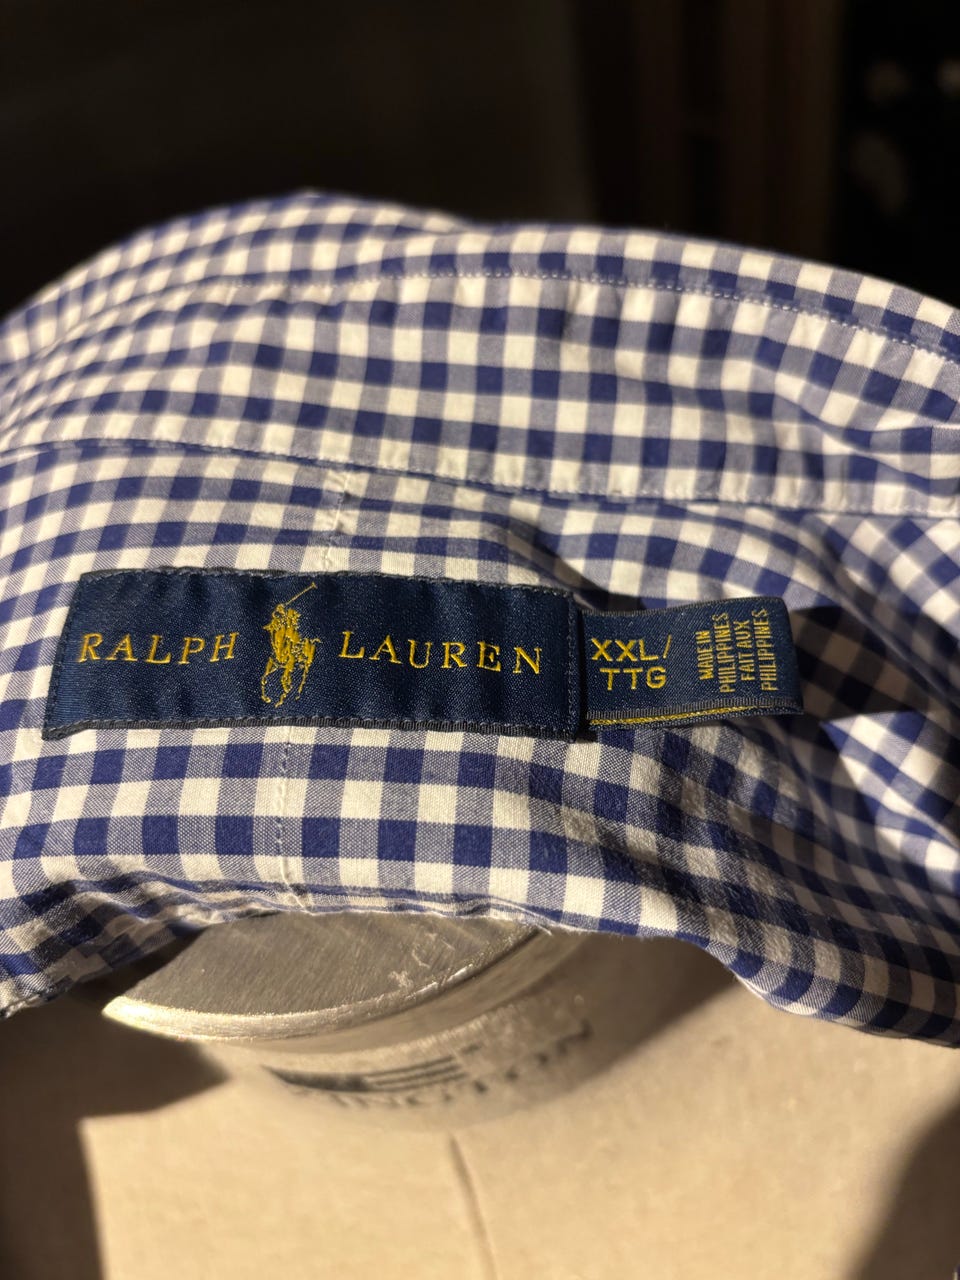 RALPH LAUREN
XXL/
TTG
MADE IN
PHILIPPINES
FAIT AUX
PHILIPPINES